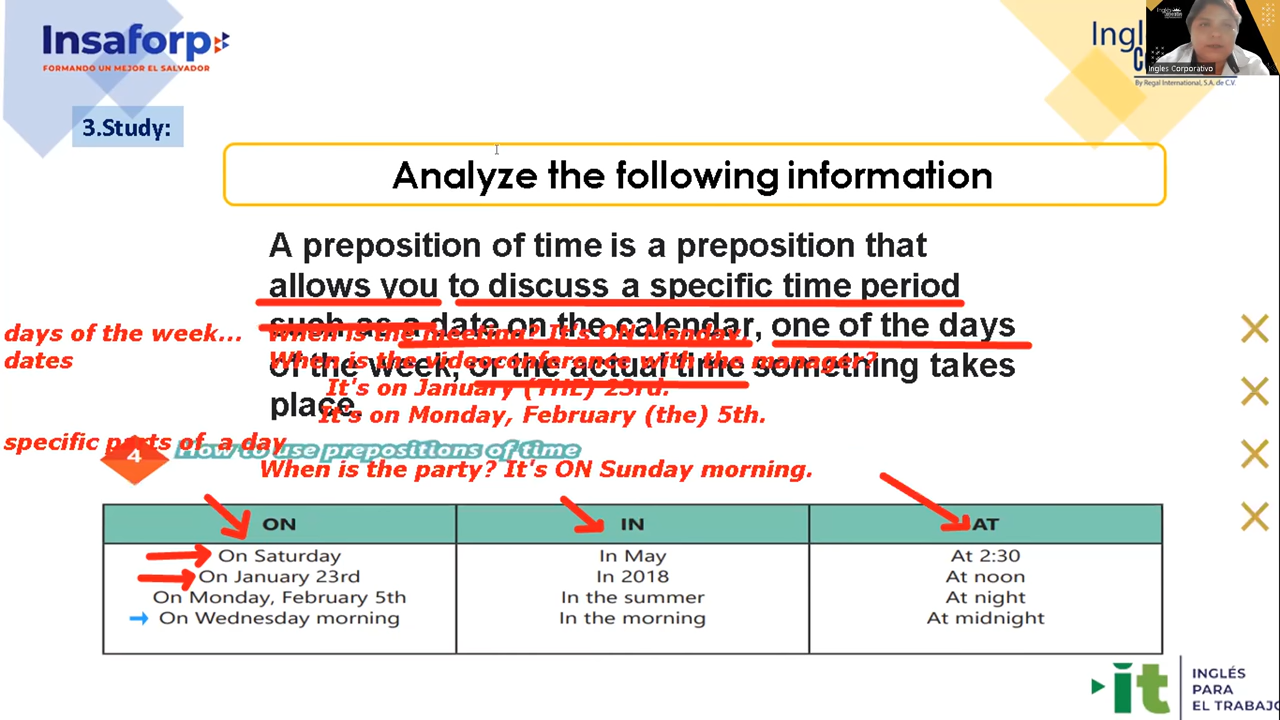 Insaforp
FORMANDO UN MEJOR EL SALVADOR
Ingles Corporativo
By Regal International, S.A. de C.V.
3.Study:
Analyze the following information
A preposition of time is a preposition that
allows you to discuss a specific time period
such as a date on the calendar, one of the days
of the week, or the actual time something takes
place.
days of the week...
dates
specific parts of a day
When is the meeting? It's ON Monday.
When is the videoconference with the manager?
It's on January (THE) 23rd.
It's on Monday, February (the) 5th.
4
How to use prepositions of time
When is the party? It's ON Sunday morning.
ON IN AT
On Saturday In May At 2:30
On January 23rd In 2018 At noon
On Monday, February 5th In the summer At night
On Wednesday morning In the morning At midnight
it
INGLÉS
PARA
EL TRABAJO